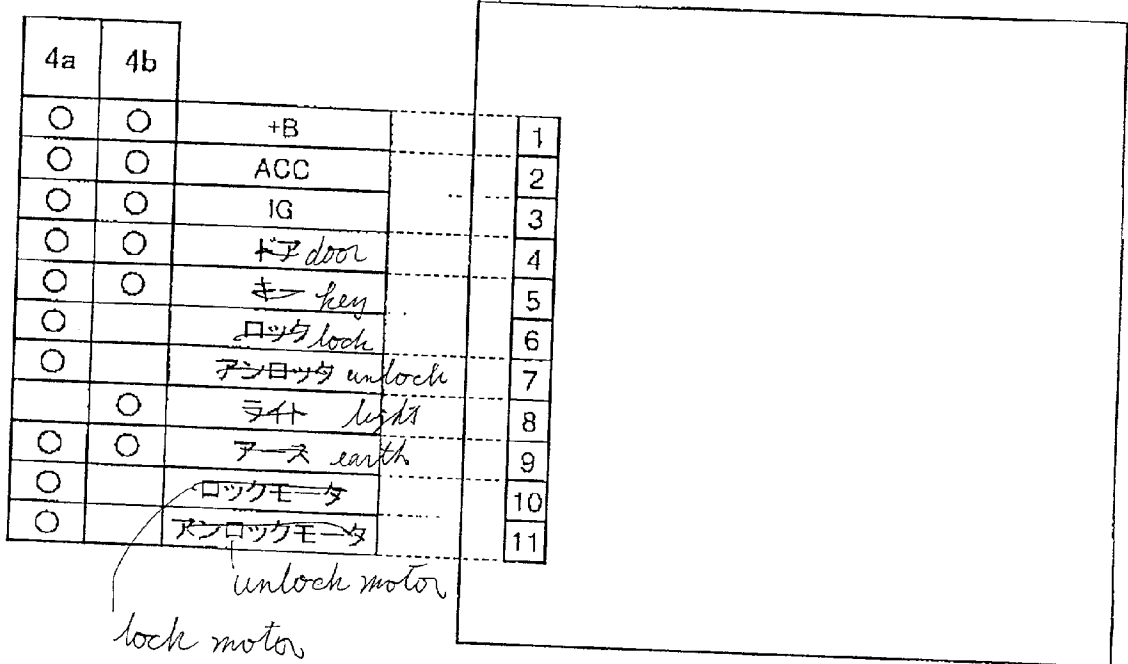 4a 4b
+B 1
ACC 2
IG 3
ドア door 4
キー key 5
ロック lock 6
アンロック unlock 7
ライト light 8
アース earth 9
ロックモータ 10
アンロックモータ 11
unlock motor
lock motor